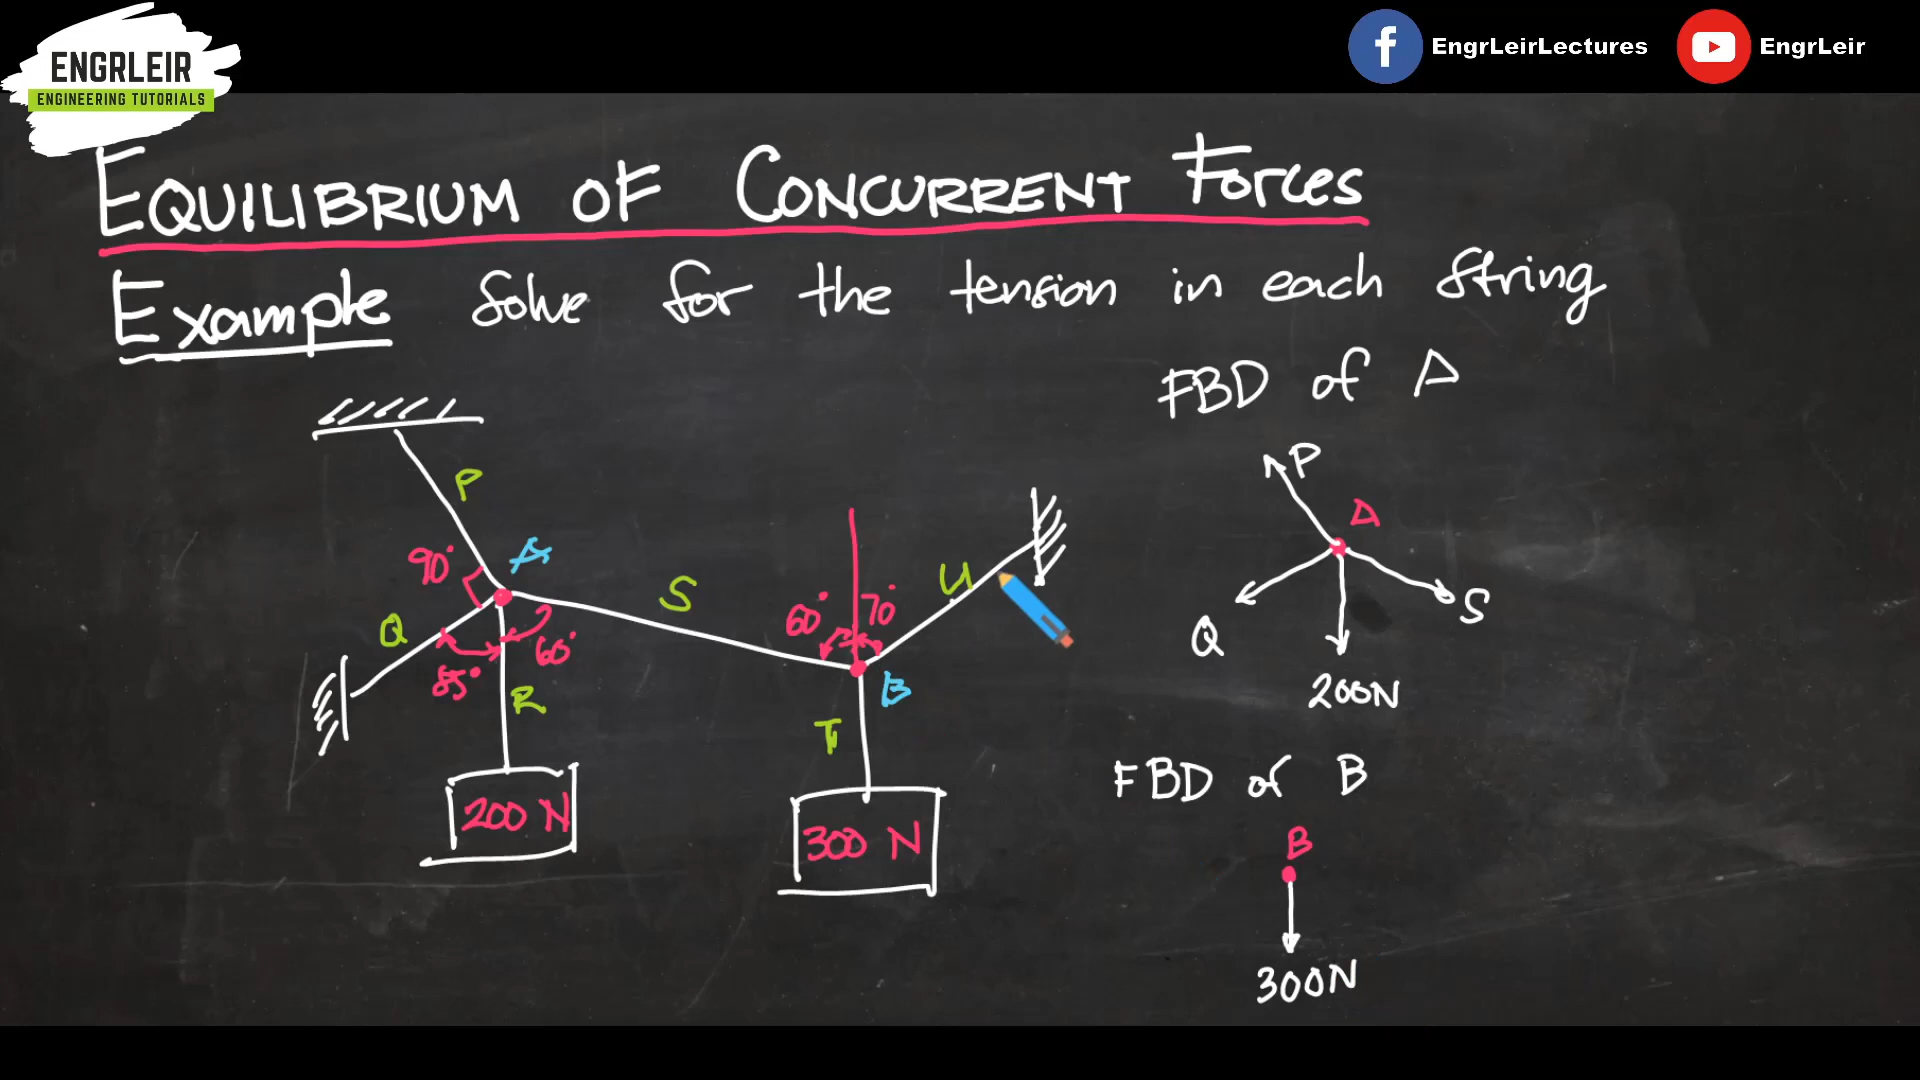 ENGRLEIR
ENGINEERING TUTORIALS
EngrLeirLectures
EngrLeir
EQUILIBRIUM OF CONCURRENT FORCES
Example Solve for the tension in each string
FBD of A
P
A
Q
S
200N
P
90°
A
Q
85°
60°
R
S
60°
70°
U
B
T
200 N
300 N
FBD of B
B
300N